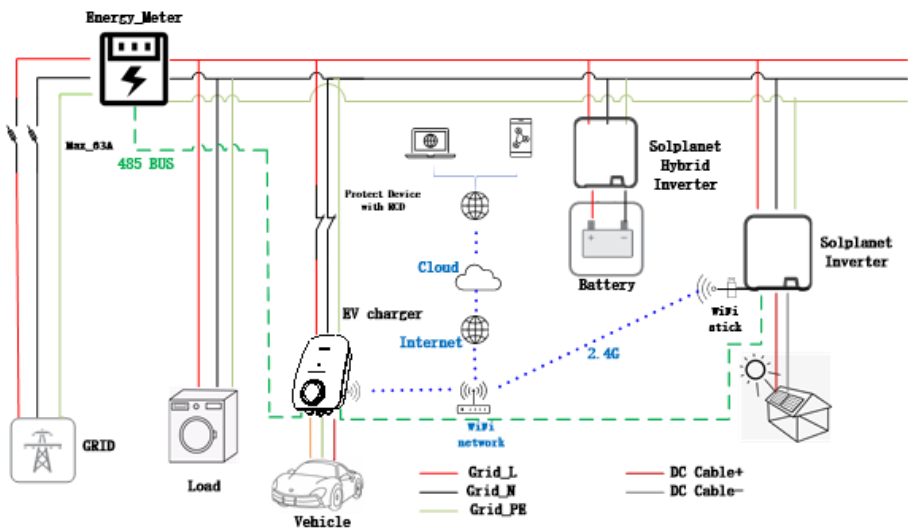 Energy_Meter
Max_63A
485 BUS
Protect Device
with RCD
Solplanet
Hybrid
Inverter
Solplanet
Inverter
Cloud
Battery
EV charger
Internet
WiFi
stick
2.4G
WiFi
network
GRID
Load
Vehicle
Grid_L
Grid_N
Grid_PE
DC Cable+
DC Cable-